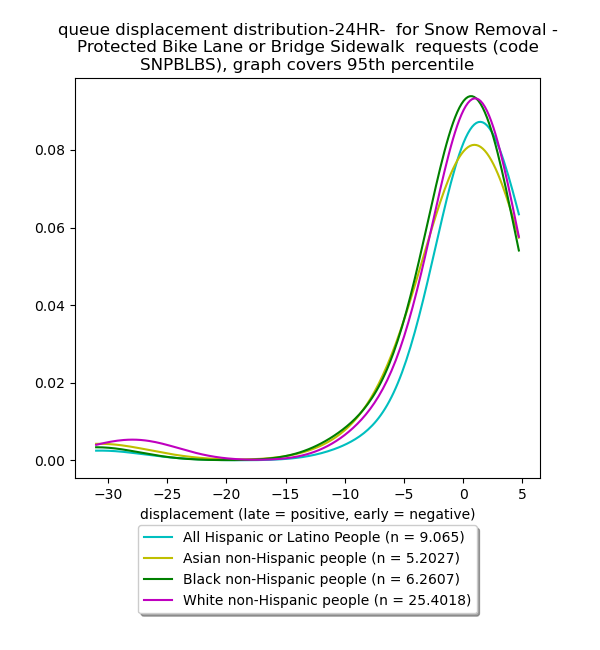 queue displacement distribution-24HR-  for Snow Removal -
Protected Bike Lane or Bridge Sidewalk  requests (code
SNPBLBS), graph covers 95th percentile
0.08
0.06
0.04
0.02
0.00
−30 −25 −20 −15 −10 −5 0 5
displacement (late = positive, early = negative)
All Hispanic or Latino People (n = 9.065)
Asian non-Hispanic people (n = 5.2027)
Black non-Hispanic people (n = 6.2607)
White non-Hispanic people (n = 25.4018)